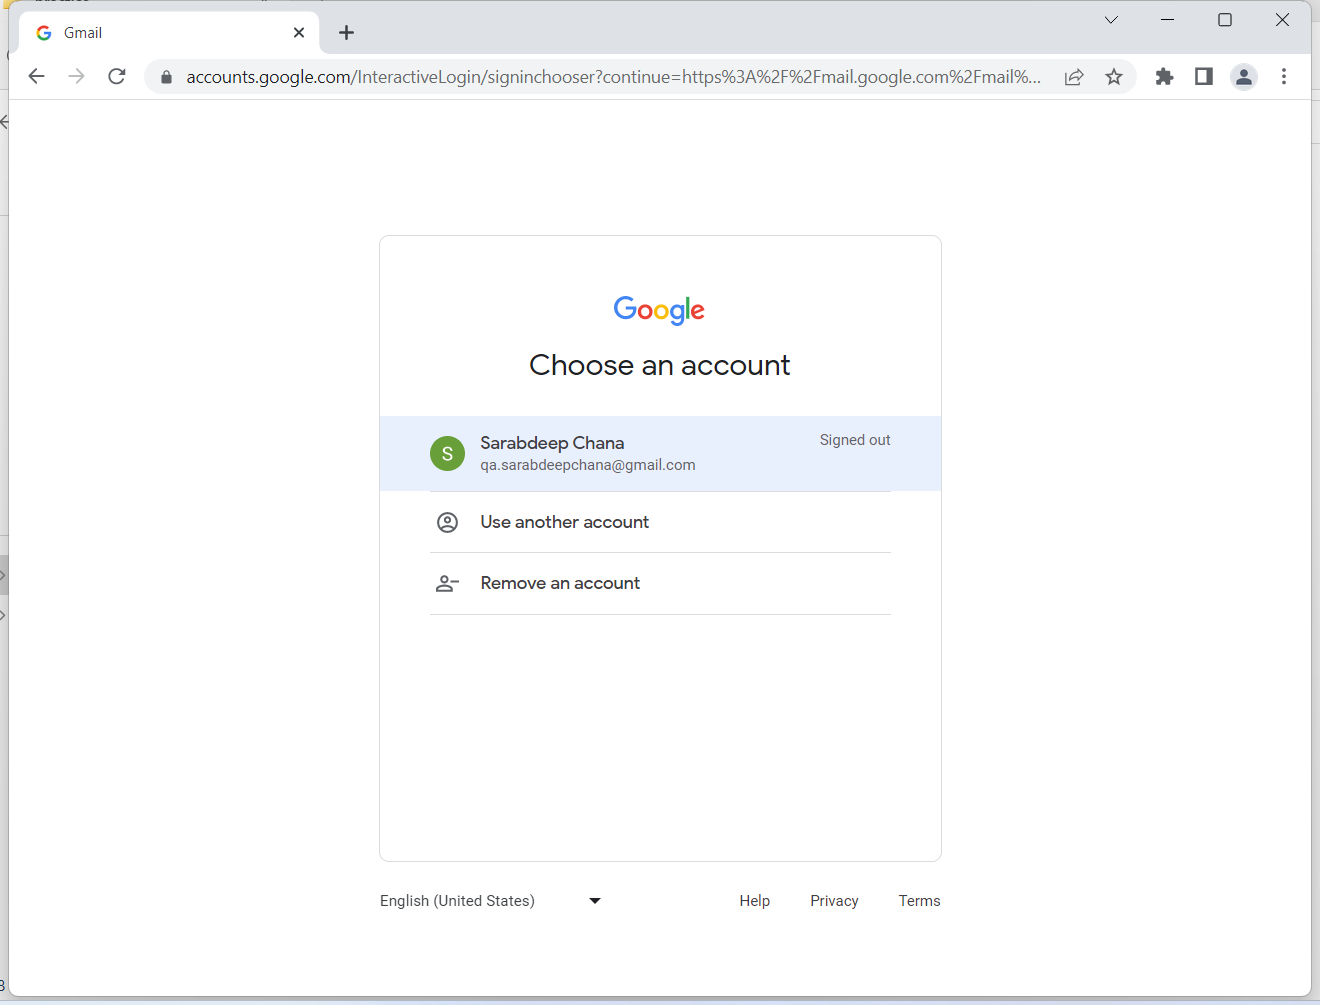 Gmail
accounts.google.com/InteractiveLogin/signinchooser?continue=https%3A%2F%2Fmail.google.com%2Fmail%...
Google
Choose an account
S
Sarabdeep Chana
Signed out
qa.sarabdeepchana@gmail.com
Use another account
Remove an account
English (United States)
Help
Privacy
Terms